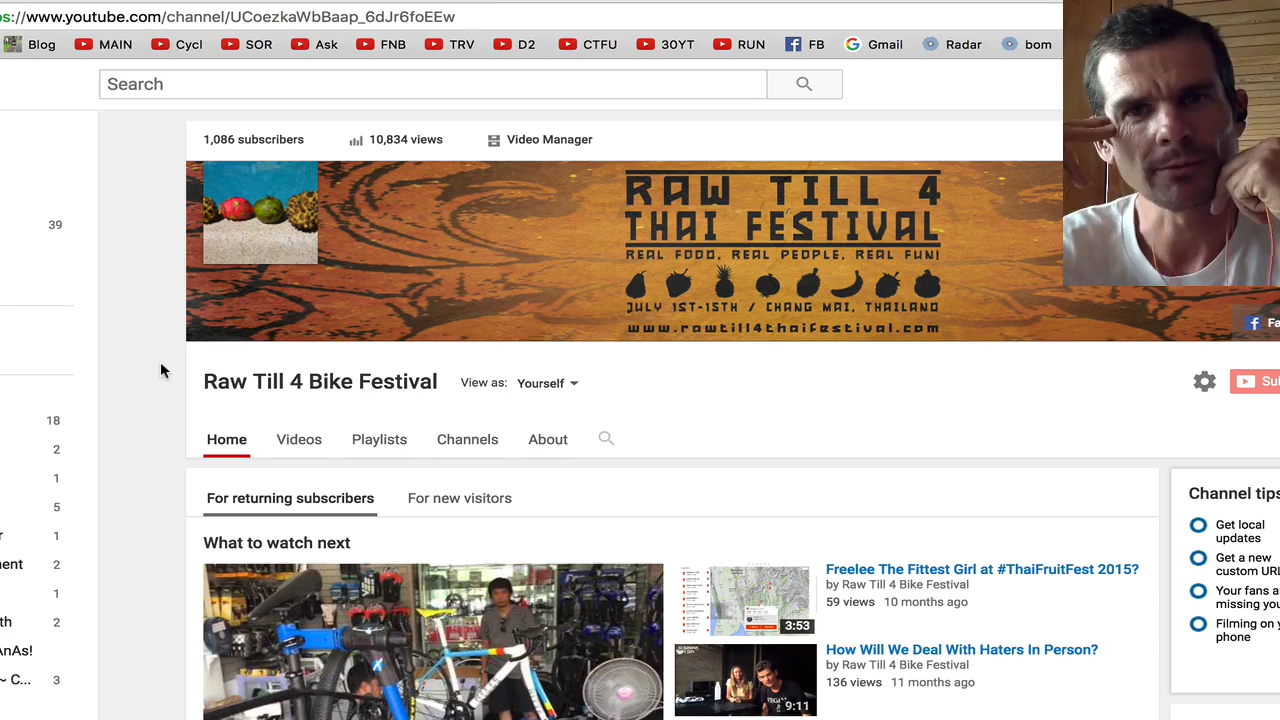 ps://www.youtube.com/channel/UCoezkaWbBaap_6dJr6foEEw
Blog MAIN Cycl SOR Ask FNB TRV D2 CTFU 30YT RUN FB Gmail Radar bom
Search
1,086 subscribers 10,834 views Video Manager
RAW TILL 4
THAI FESTIVAL
REAL FOOD, REAL PEOPLE, REAL FUN!
JULY 1ST-15TH / CHANG MAI, THAILAND
www.rawtill4thaifestival.com
39
Fa
Raw Till 4 Bike Festival View as: Yourself
Su
Home Videos Playlists Channels About
18
2
1
5
r 1
ment 2
1
th 2
AnAs!
~ C... 3
For returning subscribers For new visitors
What to watch next
Freelee The Fittest Girl at #ThaiFruitFest 2015?
by Raw Till 4 Bike Festival
59 views 10 months ago
3:53
How Will We Deal With Haters In Person?
by Raw Till 4 Bike Festival
136 views 11 months ago
9:11
Channel tips
Get local
updates
Get a new
custom URL
Your fans a
missing you
Filming on y
phone